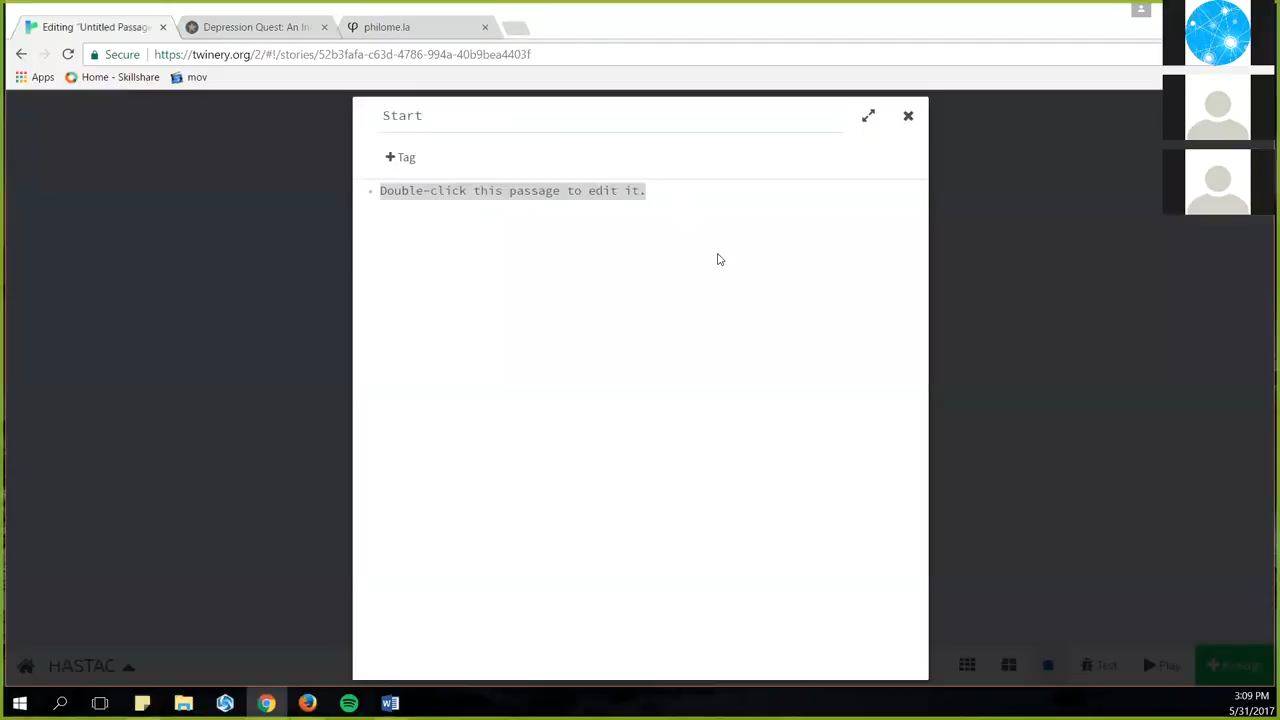 Editing "Untitled Passag
Depression Quest: An In
philome.la
Secure
https://twinery.org/2/#!/stories/52b3fafa-c63d-4786-994a-40b9bea4403f
Apps
Home - Skillshare
mov
Start
+ Tag
Double-click this passage to edit it.
HASTAC
Test
Play
3:09 PM
5/31/2017